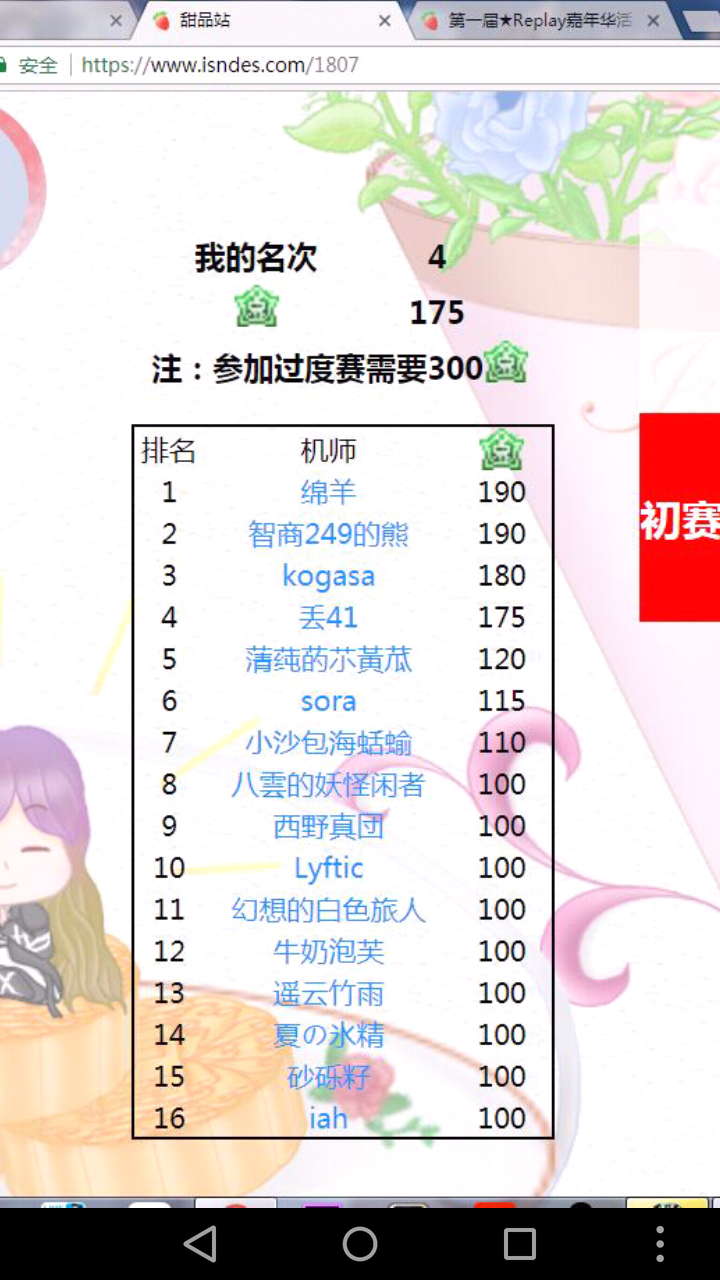 甜品站
第一届★Replay嘉年华活
安全 https://www.isndes.com/1807
我的名次 4
175
注：参加过度赛需要300
排名 机师
1 绵羊 190
2 智商249的熊 190
3 kogasa 180
4 丢41 175
5 蒲莼菂芣黃苽 120
6 sora 115
7 小沙包海蛞蝓 110
8 八雲的妖怪闲者 100
9 西野真団 100
10 Lyftic 100
11 幻想的白色旅人 100
12 牛奶泡芙 100
13 遥云竹雨 100
14 夏の氷精 100
15 砂砾籽 100
16 iah 100
初赛